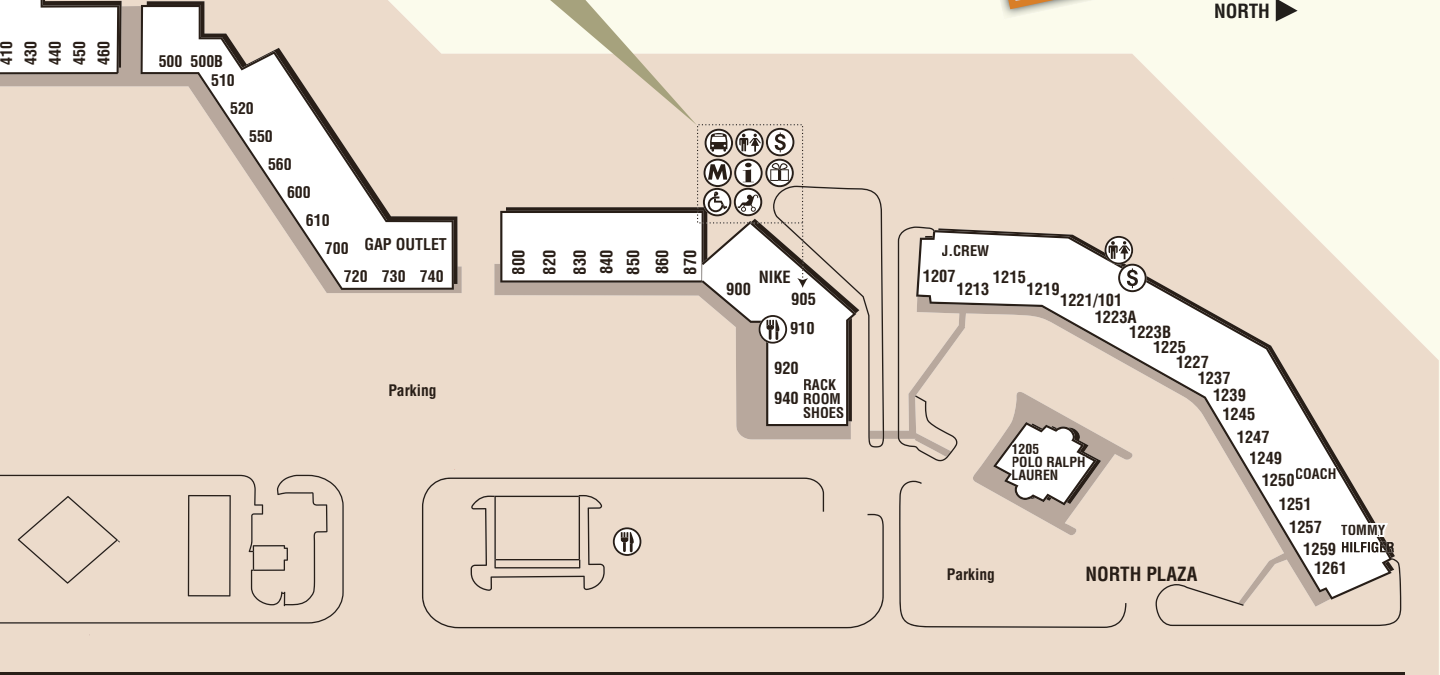 NORTH
410
430
440
450
460
500
500B
510
520
550
560
600
610
700
GAP OUTLET
720
730
740
800
820
830
840
850
860
870
$
M
i
900
NIKE
905
910
920
940
RACK
ROOM
SHOES
J.CREW
1207
1213
1215
1219
1221/101
$
1223A
1223B
1225
1227
1237
1239
1245
1247
1249
1250
COACH
1251
1257
TOMMY
HILFIGER
1259
1261
1205
POLO RALPH
LAUREN
Parking
Parking
NORTH PLAZA